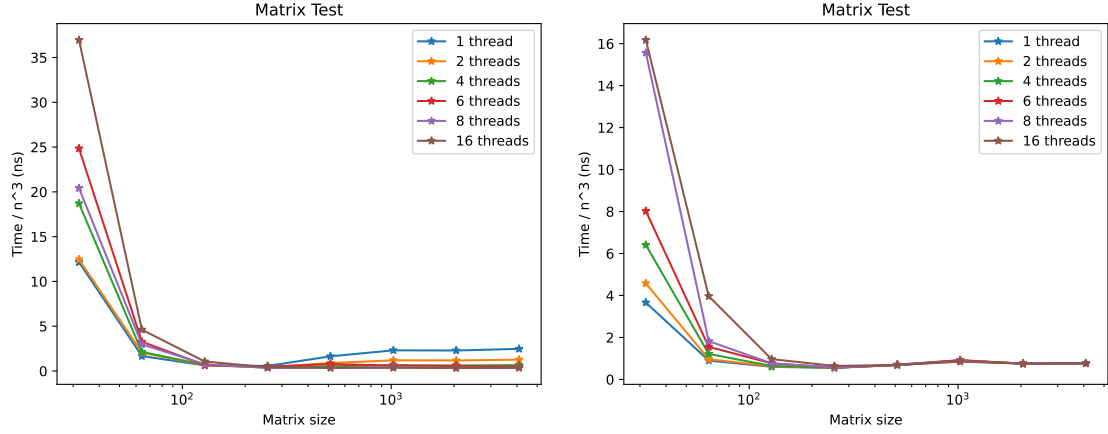 Matrix Test
Time / n^3 (ns)
35
30
25
20
15
10
5
0
10²
10³
Matrix size
1 thread
2 threads
4 threads
6 threads
8 threads
16 threads
Matrix Test
Time / n^3 (ns)
16
14
12
10
8
6
4
2
0
10²
10³
Matrix size
1 thread
2 threads
4 threads
6 threads
8 threads
16 threads